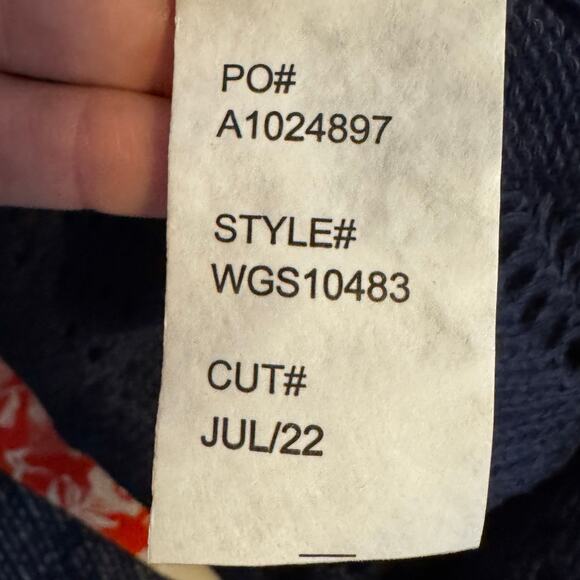 PO#
A1024897
STYLE#
WGS10483
CUT#
JUL/22